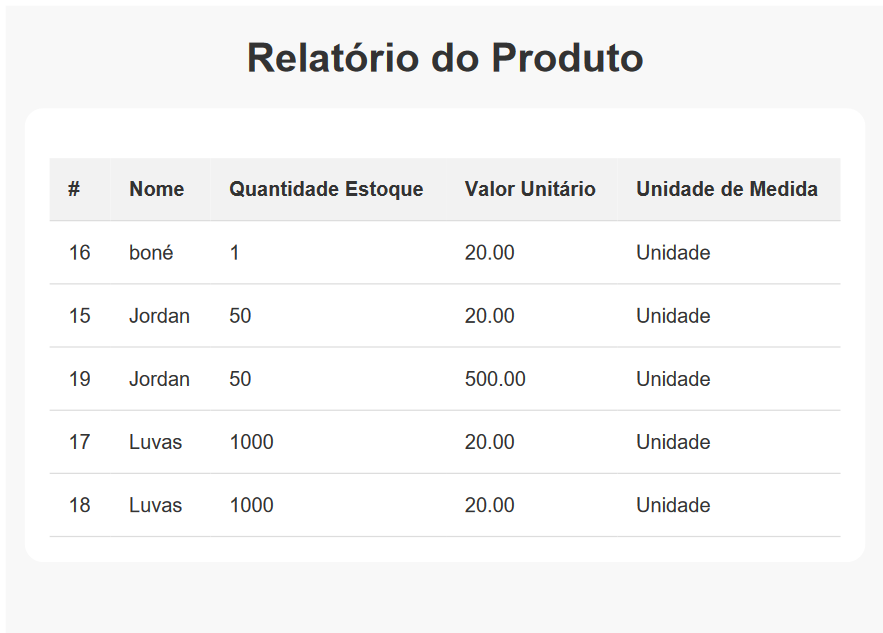 Relatório do Produto
# Nome Quantidade Estoque Valor Unitário Unidade de Medida
16 boné 1 20.00 Unidade
15 Jordan 50 20.00 Unidade
19 Jordan 50 500.00 Unidade
17 Luvas 1000 20.00 Unidade
18 Luvas 1000 20.00 Unidade